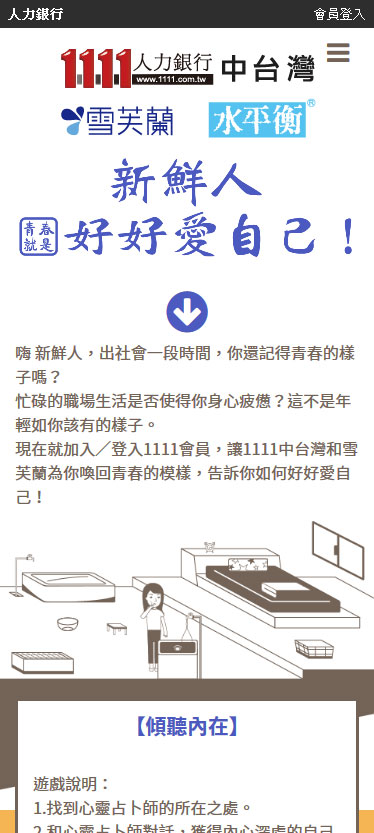 人力銀行 會員登入
1111人力銀行 中台灣
www.1111.com.tw
雪芙蘭 水平衡®
新鮮人
青春就是 好好愛自己！
嗨 新鮮人，出社會一段時間，你還記得青春的樣
子嗎？
忙碌的職場生活是否使得你身心疲憊？這不是年
輕如你該有的樣子。
現在就加入／登入1111會員，讓1111中台灣和雪
芙蘭為你喚回青春的模樣，告訴你如何好好愛自
己！
【傾聽內在】
遊戲說明：
1.找到心靈占卜師的所在之處。
2.和心靈占卜師對話，獲得內心深處的自己